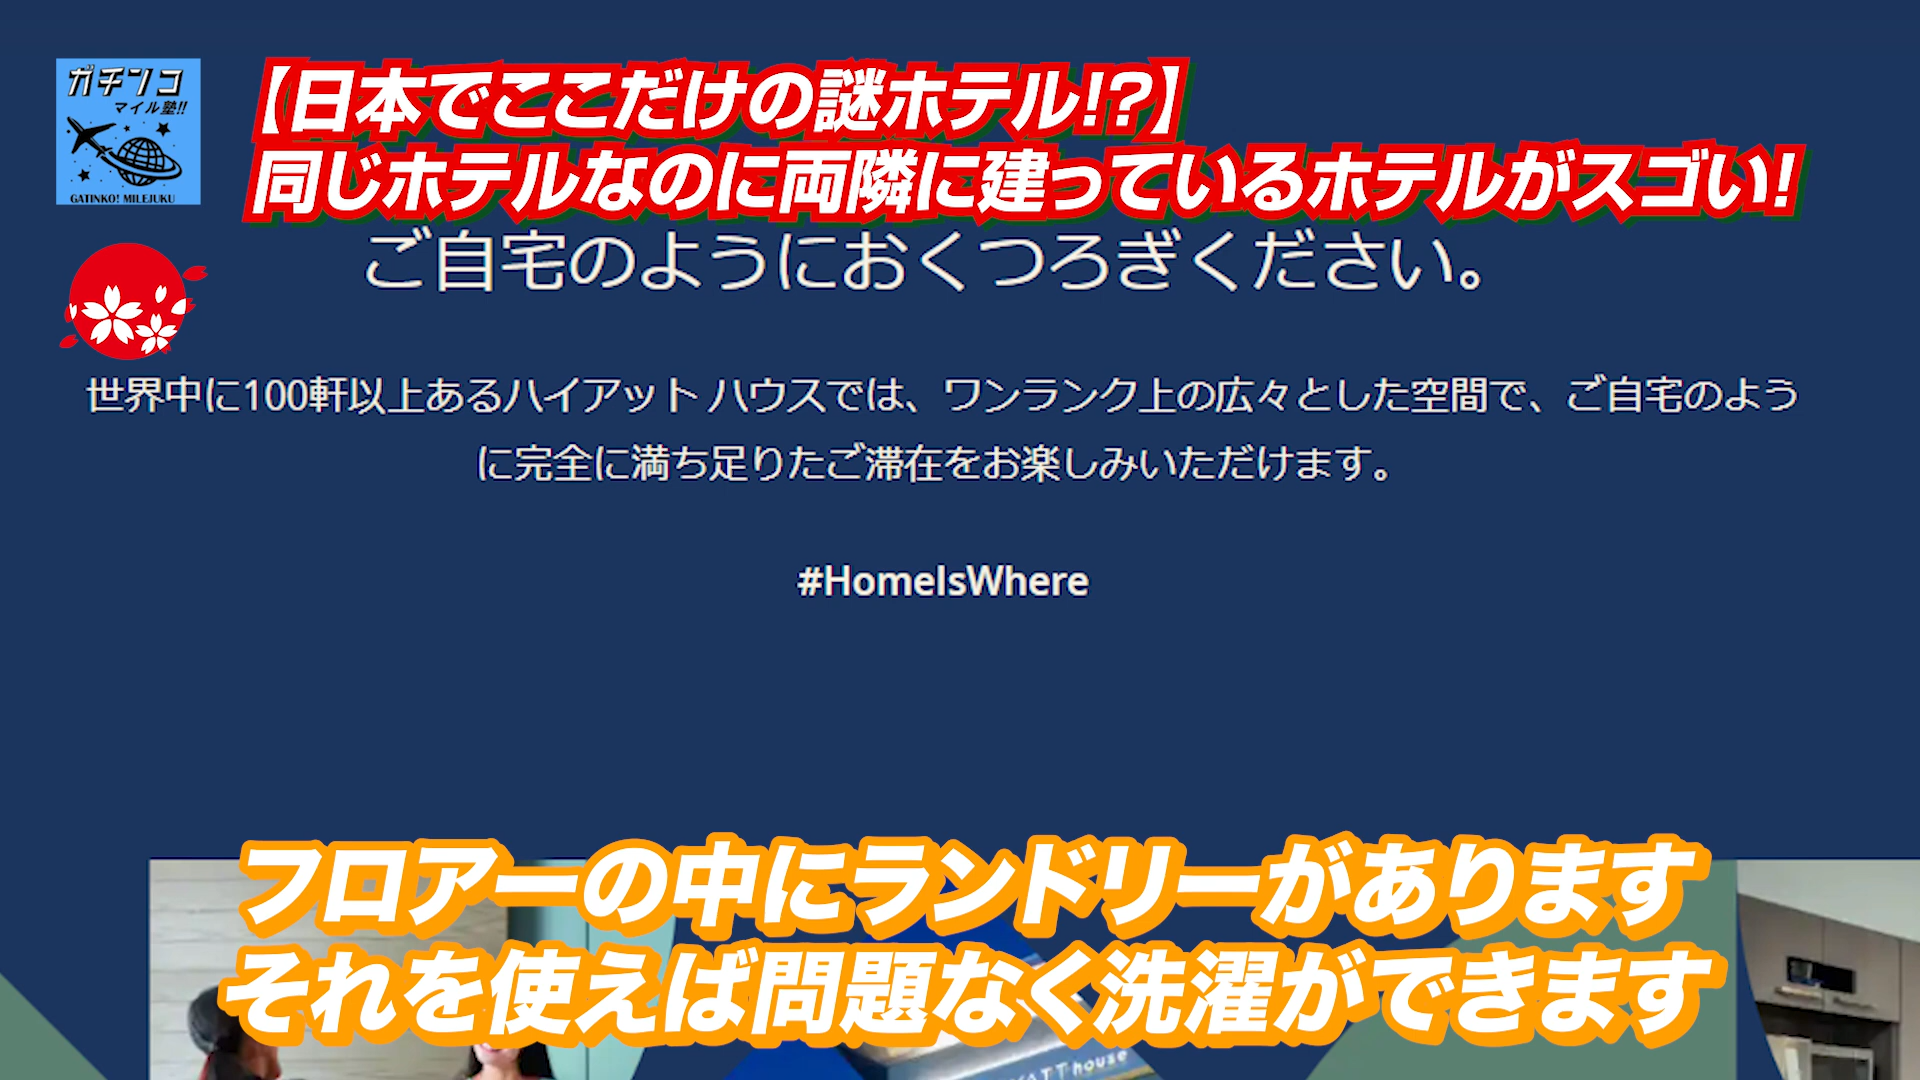 ガチンコ
マイル塾!!
GATINKO! MILEJUKU
【日本でここだけの謎ホテル!?】
同じホテルなのに両隣に建っているホテルがスゴい!
ご自宅のようにおくつろぎください。
世界中に100軒以上あるハイアット ハウスでは、ワンランク上の広々とした空間で、ご自宅のよう
に完全に満ち足りたご滞在をお楽しみいただけます。
#HomeIsWhere
フロアーの中にランドリーがあります
それを使えば問題なく洗濯ができます
house